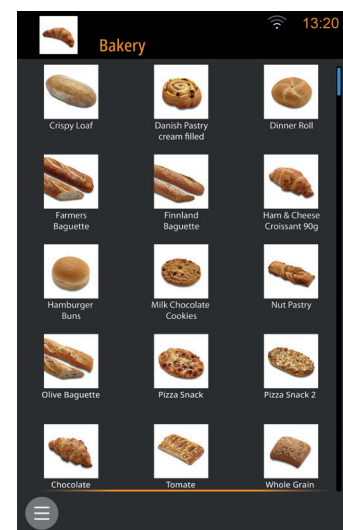 13:20
Bakery
Crispy Loaf
Danish Pastry
cream filled
Dinner Roll
Farmers
Baguette
Finnland
Baguette
Ham & Cheese
Croissant 90g
Hamburger
Buns
Milk Chocolate
Cookies
Nut Pastry
Olive Baguette
Pizza Snack
Pizza Snack 2
Chocolate
Tomate
Whole Grain